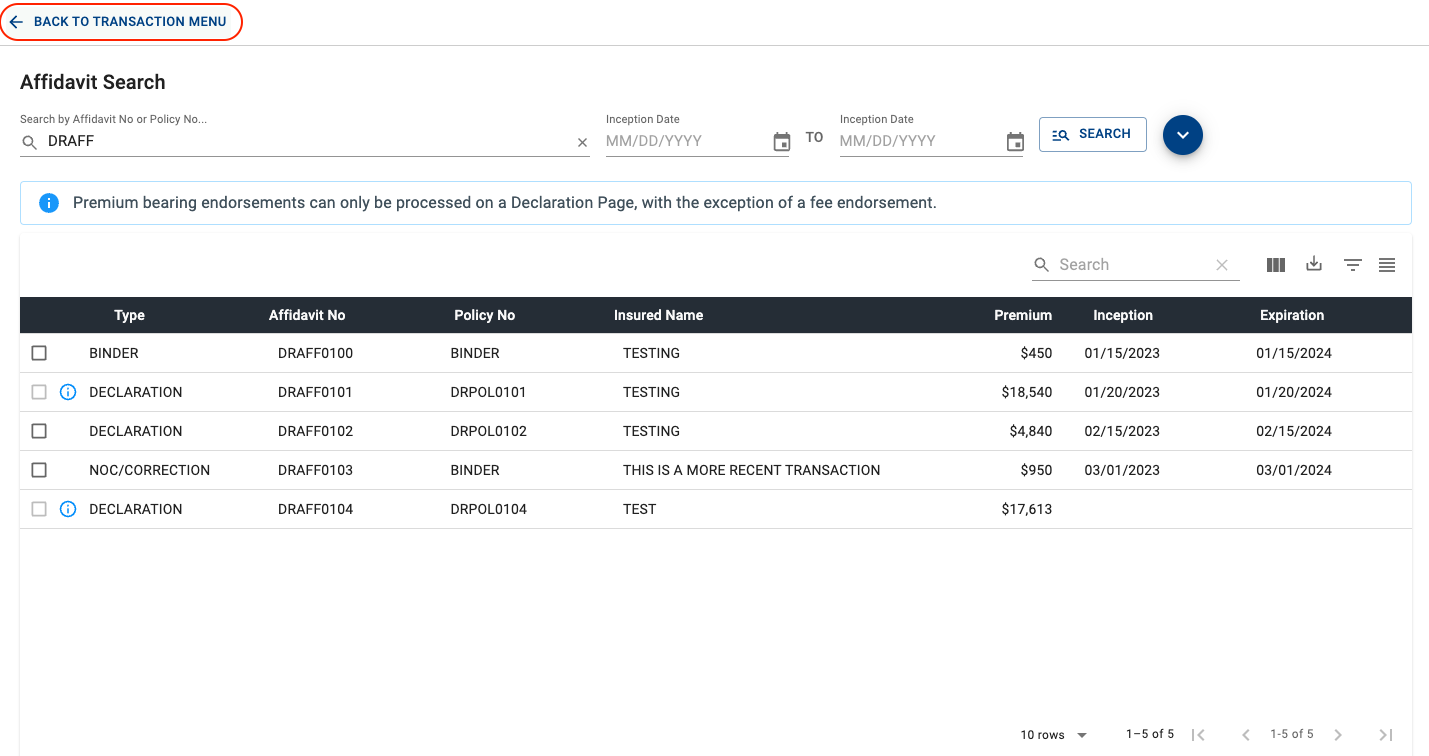 BACK TO TRANSACTION MENU
Affidavit Search
Search by Affidavit No or Policy No... Inception Date Inception Date
DRAFF MM/DD/YYYY TO MM/DD/YYYY SEARCH
Premium bearing endorsements can only be processed on a Declaration Page, with the exception of a fee endorsement.
Search
Type Affidavit No Policy No Insured Name Premium Inception Expiration
BINDER DRAFF0100 BINDER TESTING $450 01/15/2023 01/15/2024
DECLARATION DRAFF0101 DRPOL0101 TESTING $18,540 01/20/2023 01/20/2024
DECLARATION DRAFF0102 DRPOL0102 TESTING $4,840 02/15/2023 02/15/2024
NOC/CORRECTION DRAFF0103 BINDER THIS IS A MORE RECENT TRANSACTION $950 03/01/2023 03/01/2024
DECLARATION DRAFF0104 DRPOL0104 TEST $17,613
10 rows 1–5 of 5 1-5 of 5